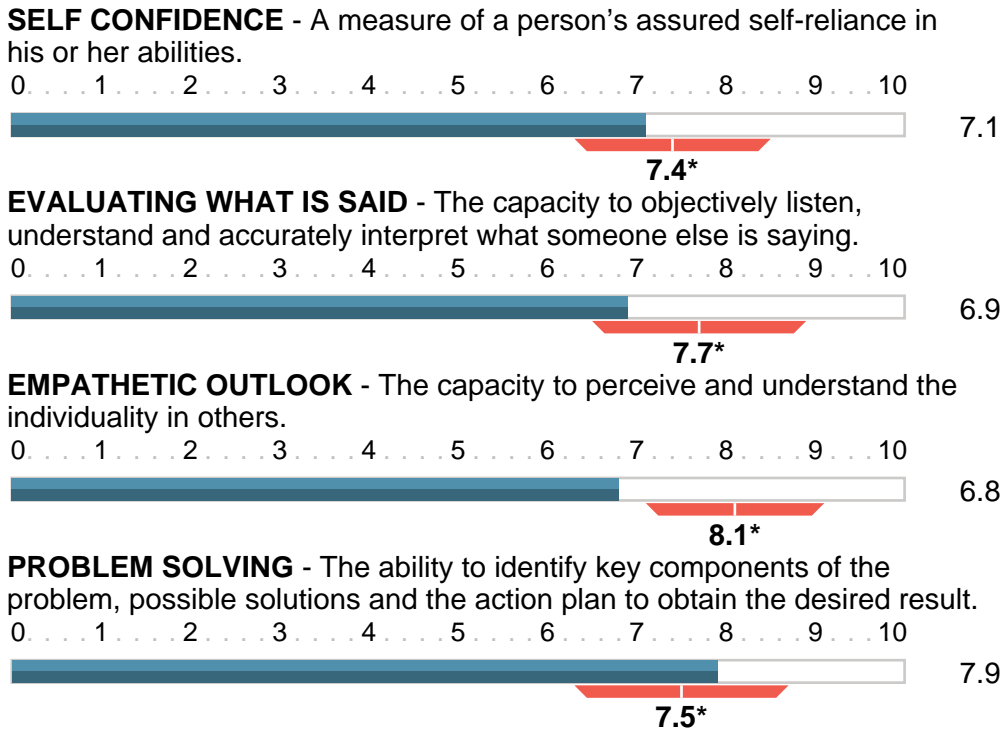 SELF CONFIDENCE - A measure of a person's assured self-reliance in
his or her abilities.
0. . . . 1 . . . . 2 . . . . 3 . . . . 4 . . . . 5 . . . . 6 . . . . 7 . . . . 8 . . . . 9 . . . 10
7.1
7.4*
EVALUATING WHAT IS SAID - The capacity to objectively listen,
understand and accurately interpret what someone else is saying.
0. . . . 1 . . . . 2 . . . . 3 . . . . 4 . . . . 5 . . . . 6 . . . . 7 . . . . 8 . . . . 9 . . . 10
6.9
7.7*
EMPATHETIC OUTLOOK - The capacity to perceive and understand the
individuality in others.
0. . . . 1 . . . . 2 . . . . 3 . . . . 4 . . . . 5 . . . . 6 . . . . 7 . . . . 8 . . . . 9 . . . 10
6.8
8.1*
PROBLEM SOLVING - The ability to identify key components of the
problem, possible solutions and the action plan to obtain the desired result.
0. . . . 1 . . . . 2 . . . . 3 . . . . 4 . . . . 5 . . . . 6 . . . . 7 . . . . 8 . . . . 9 . . . 10
7.9
7.5*